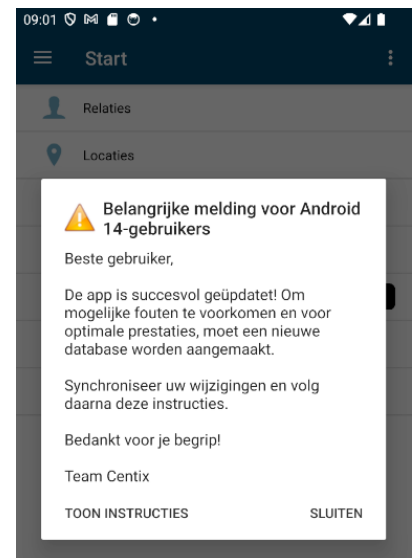 09:01
Start
Relaties
Locaties
Belangrijke melding voor Android
14-gebruikers
Beste gebruiker,
De app is succesvol geüpdatet! Om
mogelijke fouten te voorkomen en voor
optimale prestaties, moet een nieuwe
database worden aangemaakt.
Synchroniseer uw wijzigingen en volg
daarna deze instructies.
Bedankt voor je begrip!
Team Centix
TOON INSTRUCTIES SLUITEN